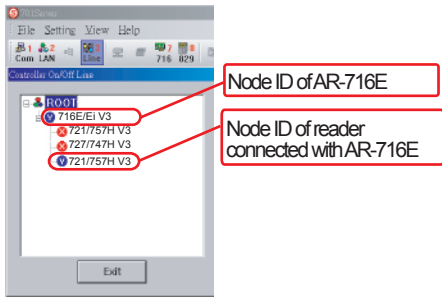 701Server
File Setting View Help
1 2 3 7 8
Com LAN Line 716 829
Controller On/Off Line
ROOT
716E/Ei V3
721/757H V3
727/747H V3
721/757H V3
Exit
Node ID of AR-716E
Node ID of reader
connected with AR-716E